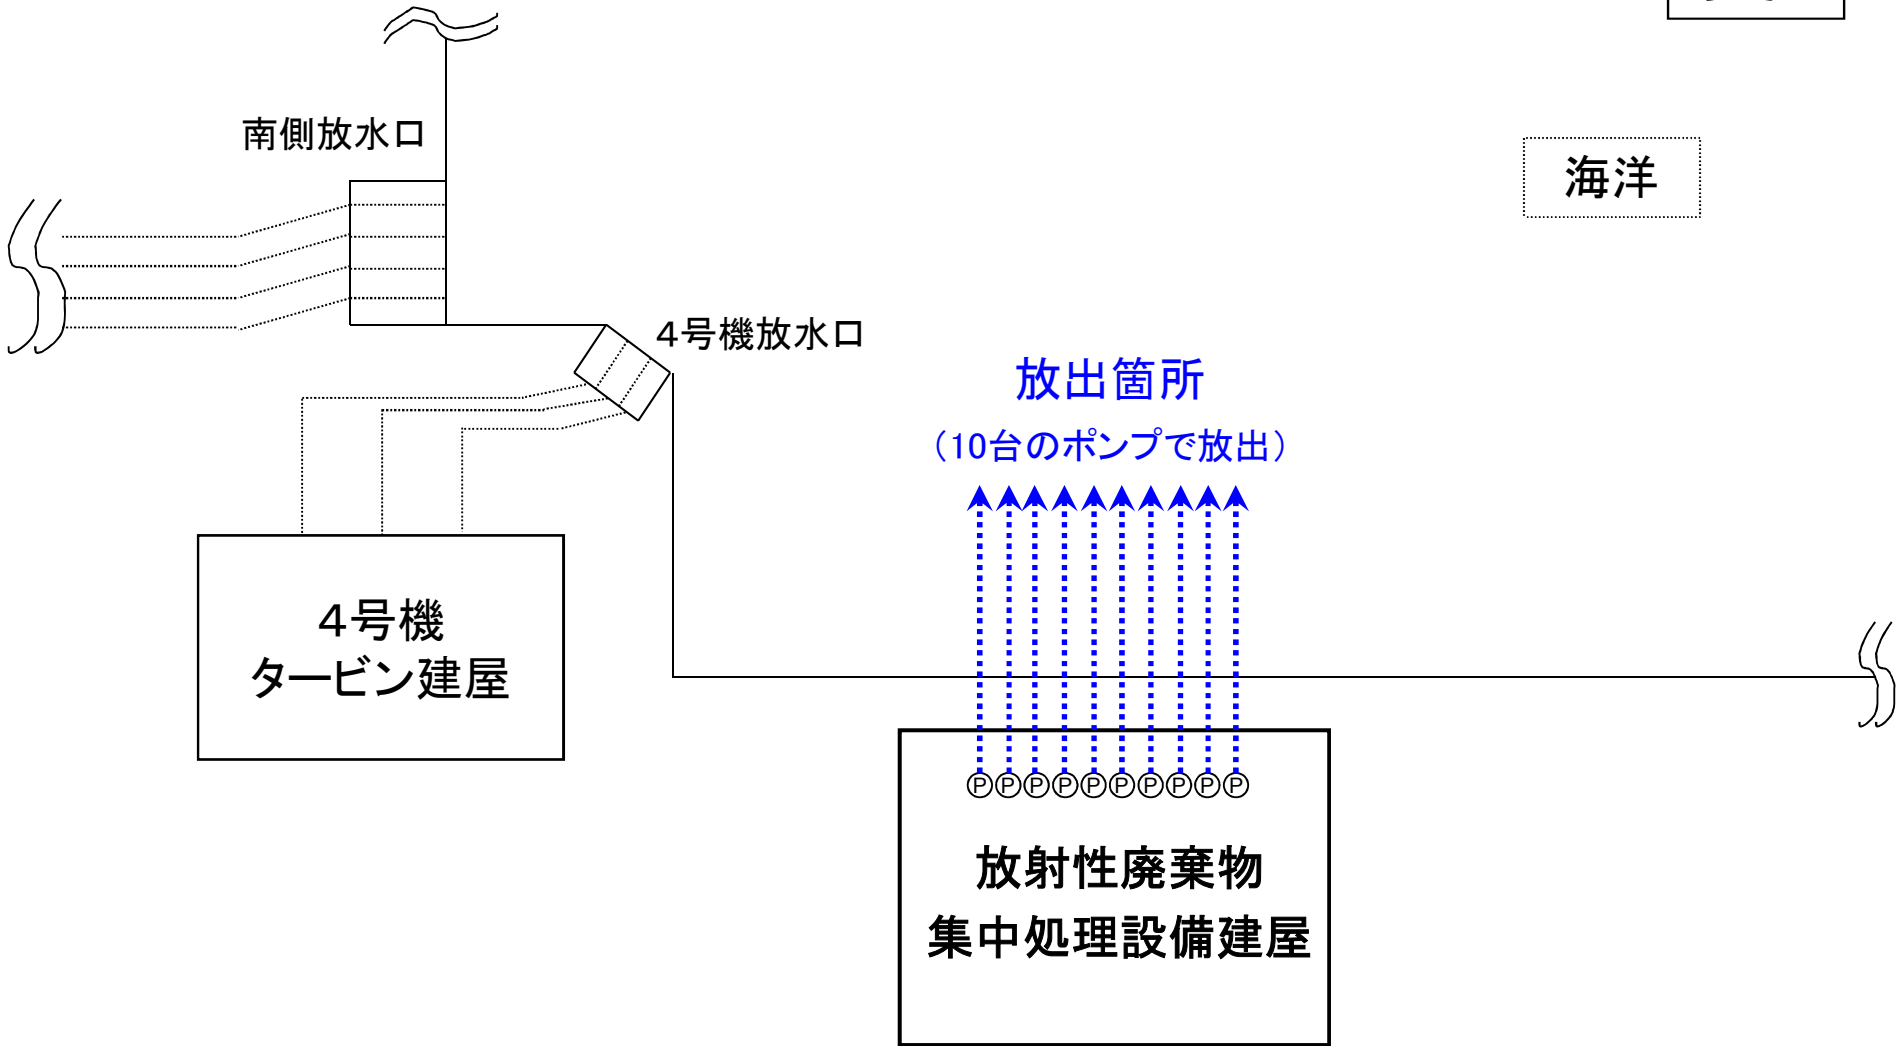 南側放水口
海洋
４号機放水口
放出箇所
（10台のポンプで放出）
４号機
タービン建屋
P P P P P P P P P P
放射性廃棄物
集中処理設備建屋